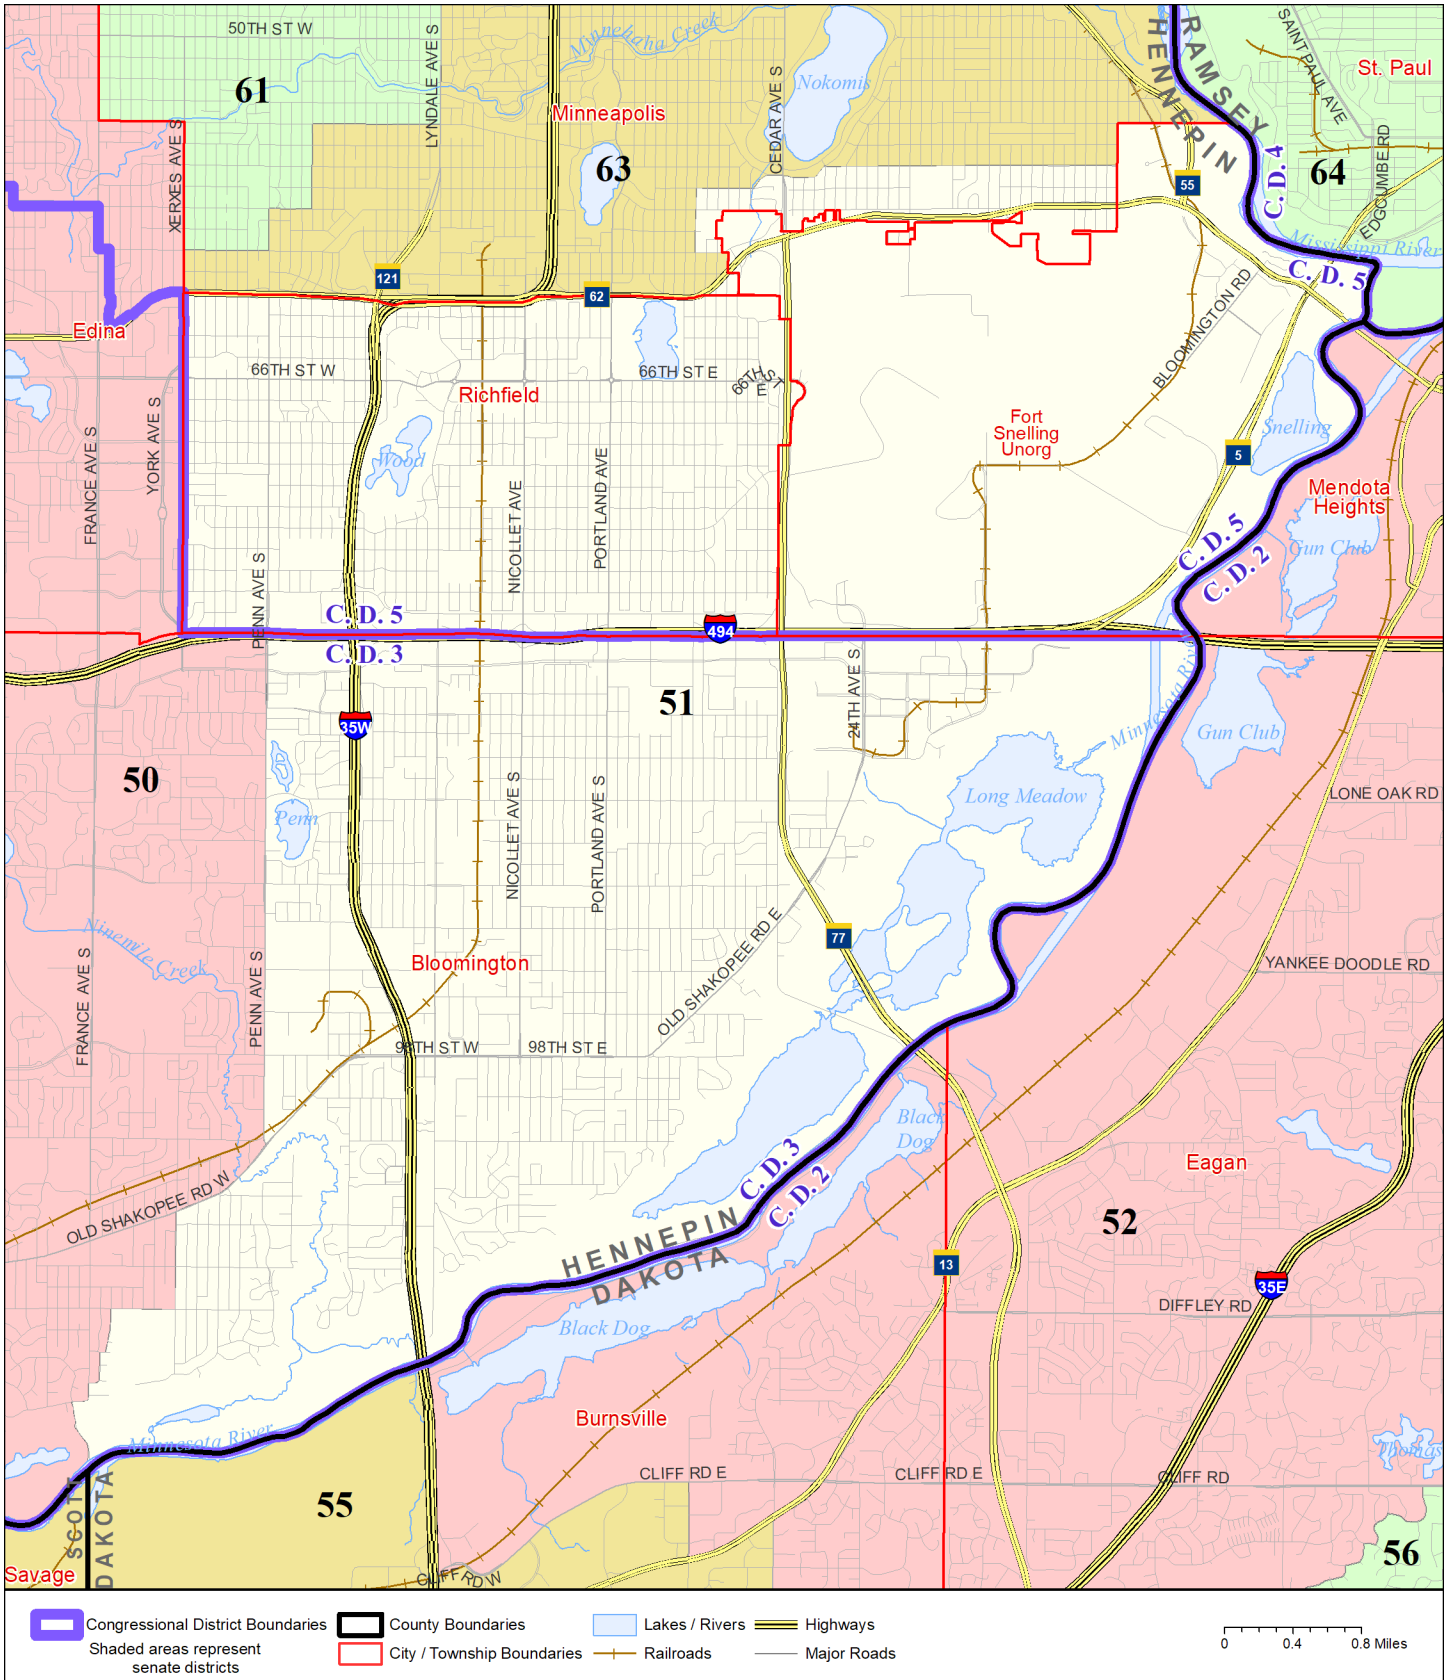 50TH ST W
61
LYNDALE AVE S
Minnehaha Creek
Minneapolis
63
Nokomis
CEDAR AVE S
RAMSEY
HENNEPIN
SAINT PAUL AVE
St. Paul
EDGCUMBE RD
64
C. D. 4
55
XERXES AVE S
Mississippi River
C. D. 5
121
62
Edina
66TH ST W
66TH ST E
66TH ST
E
Richfield
BLOOMINGTON RD
Fort
Snelling
Unorg
Snelling
5
Wood
FRANCE AVE S
YORK AVE S
NICOLLET AVE
PORTLAND AVE
Mendota
Heights
Gun Club
C. D. 5
C. D. 2
PENN AVE S
C. D. 5
C. D. 3
494
51
24TH AVE S
Minnesota River
Gun Club
35W
50
Penn
NICOLLET AVE S
PORTLAND AVE S
Long Meadow
LONE OAK RD
Ninemile Creek
FRANCE AVE S
PENN AVE S
Bloomington
OLD SHAKOPEE RD E
77
YANKEE DOODLE RD
98TH ST W
98TH ST E
Black
Dog
Eagan
52
OLD SHAKOPEE RD W
C. D. 3
C. D. 2
HENNEPIN
DAKOTA
13
35E
DIFFLEY RD
Black Dog
Burnsville
Minnesota River
Thomas
CLIFF RD E
CLIFF RD E
CLIFF RD
SCOTT
DAKOTA
55
56
Savage
CLIFF RD W
Congressional District Boundaries
Shaded areas represent
senate districts
County Boundaries
City / Township Boundaries
Lakes / Rivers
Railroads
Highways
Major Roads
0 0.4 0.8 Miles